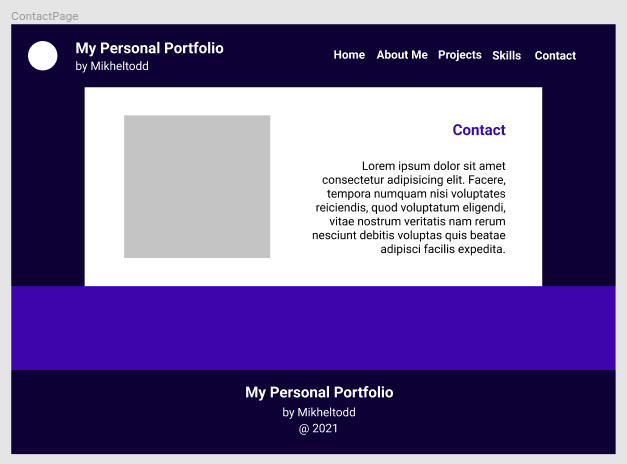 ContactPage
My Personal Portfolio
by Mikheltodd
Home About Me Projects Skills Contact
Contact
Lorem ipsum dolor sit amet
consectetur adipisicing elit. Facere,
tempora numquam nisi voluptates
reiciendis, quod voluptatum eligendi,
vitae nostrum veritatis nam rerum
nesciunt debitis voluptas quis beatae
adipisci facilis expedita.
My Personal Portfolio
by Mikheltodd
@ 2021